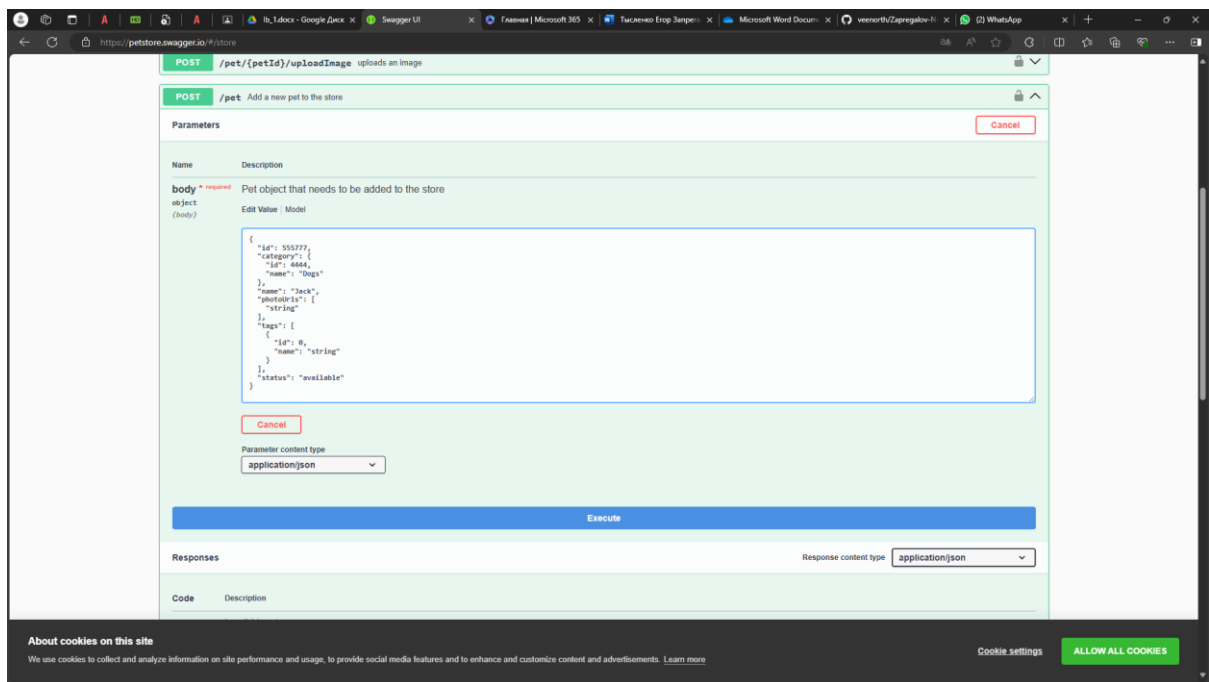 lb_1.docx - Google Диск
Swagger UI
Главная | Microsoft 365
Тысленко Егор Запрег
Microsoft Word Docum
veenorth/Zapregalov-N
(2) WhatsApp
https://petstore.swagger.io/#/store
POST /pet/{petId}/uploadImage uploads an image
POST /pet Add a new pet to the store
Parameters
Cancel
Name Description
body * required Pet object that needs to be added to the store
object
(body)
Edit Value | Model
{
"id": 555777,
"category": {
"id": 4444,
"name": "Dogs"
},
"name": "Jack",
"photoUrls": [
"string"
],
"tags": [
{
"id": 0,
"name": "string"
}
],
"status": "available"
}
Cancel
Parameter content type
application/json
Execute
Responses
Response content type application/json
Code Description
About cookies on this site
We use cookies to collect and analyze information on site performance and usage, to provide social media features and to enhance and customize content and advertisements. Learn more
Cookie settings
ALLOW ALL COOKIES